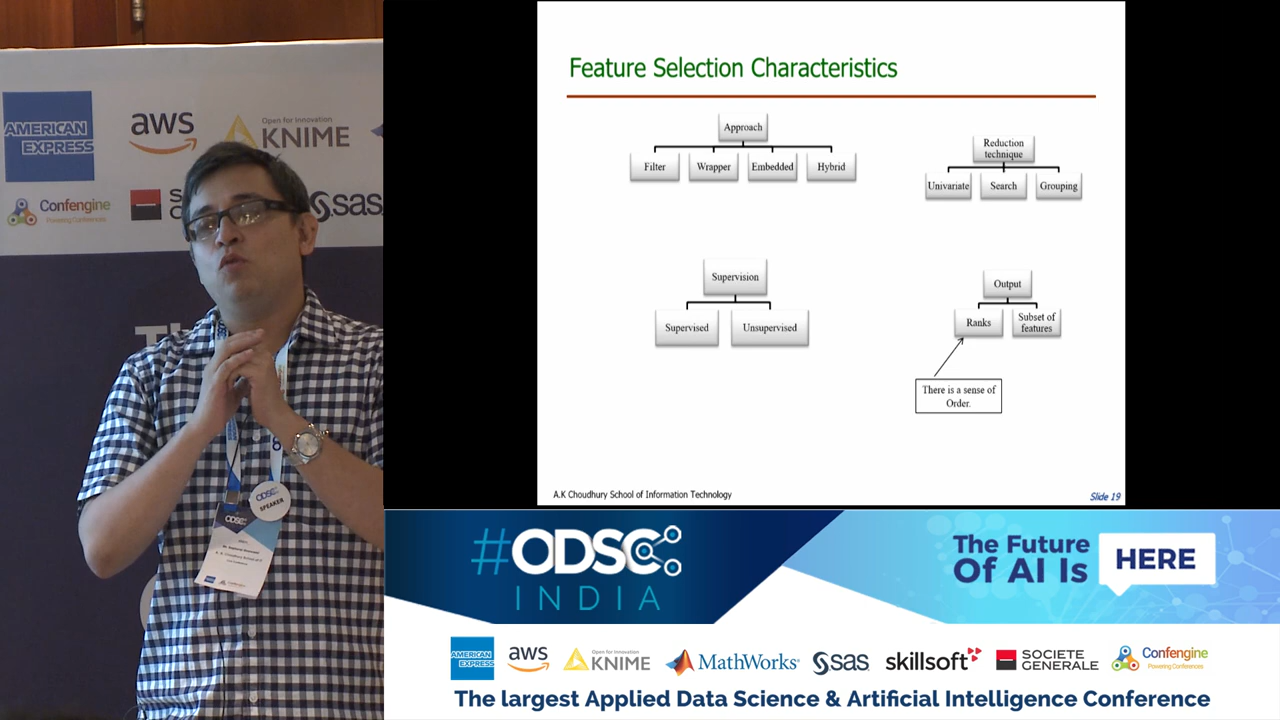 AMERICAN
EXPRESS
aws
Open for Innovation
KNIME
Confengine
Powering Conferences
S
sas
ODSC
SPEAKER
ODSC
Feature Selection Characteristics
Approach
Filter
Wrapper
Embedded
Hybrid
Reduction
technique
Univariate
Search
Grouping
Supervision
Supervised
Unsupervised
Output
Ranks
Subset of
features
There is a sense of
Order.
A.K Choudhury School of Information Technology
Slide 19
#ODSC
INDIA
The Future
Of AI Is
HERE
AMERICAN
EXPRESS
aws
Open for Innovation
KNIME
MathWorks®
sas
skillsoft
SOCIETE
GENERALE
Confengine
Powering Conferences
The largest Applied Data Science & Artificial Intelligence Conference